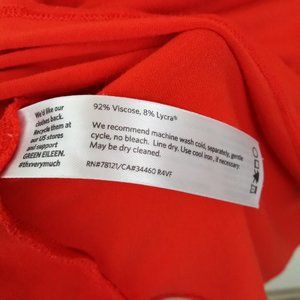 We'd like our
clothes back.
Recycle them at
our US stores
and support
GREEN EILEEN.
#thxverymuch
92% Viscose, 8% Lycra®
We recommend machine wash cold, separately, gentle
cycle, no bleach. Line dry. Use cool iron, if necessary.
May be dry cleaned.
RN#78121/CA#34460 R4VF